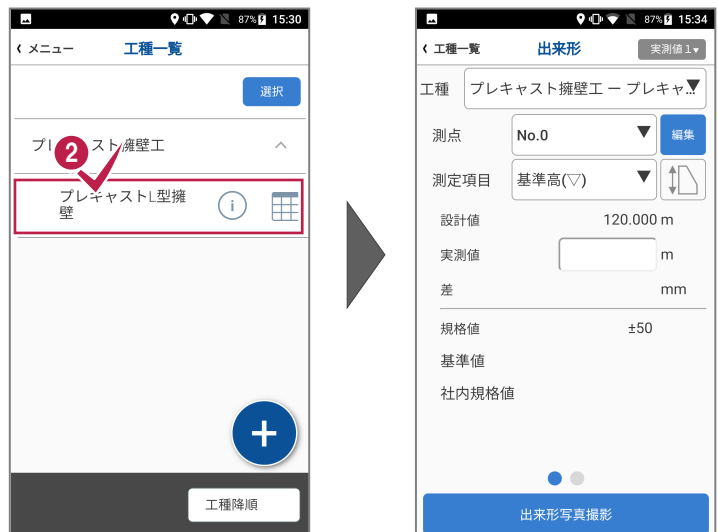 87% 15:30
メニュー 工種一覧
選択
プレ ャスト擁壁工
2
プレキャストL型擁
壁
i
+
工種降順
87% 15:34
工種一覧 出来形 実測値1▾
工種 プレキャスト擁壁工 ー プレキャ...▼
測点 No.0 ▼ 編集
測定項目 基準高(▽) ▼
設計値 120.000 m
実測値 m
差 mm
規格値 ±50
基準値
社内規格値
出来形写真撮影